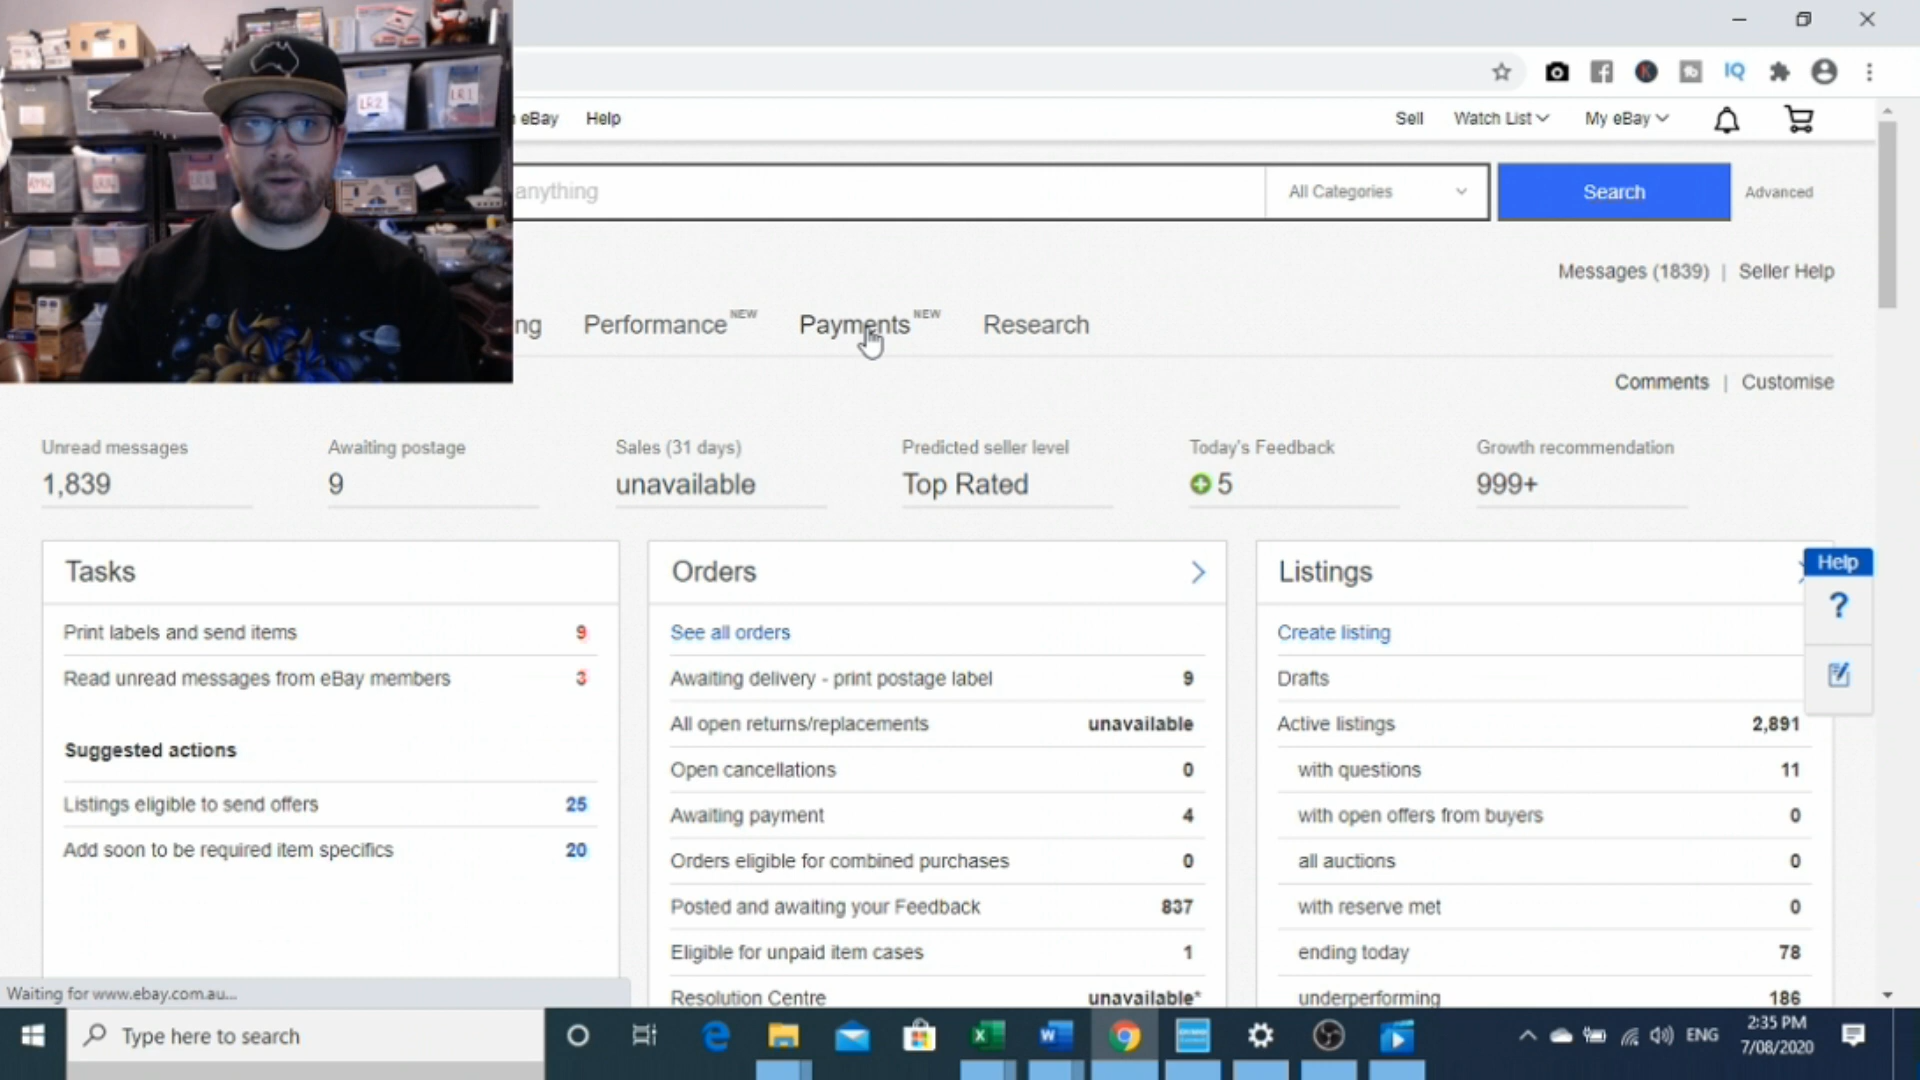 LR2
LR1
eBay
Help
Sell
Watch List
My eBay
anything
All Categories
Search
Advanced
Messages (1839) | Seller Help
ng
Performance NEW
Payments NEW
Research
Comments | Customise
Unread messages
1,839
Awaiting postage
9
Sales (31 days)
unavailable
Predicted seller level
Top Rated
Today's Feedback
5
Growth recommendation
999+
Tasks
Print labels and send items 9
Read unread messages from eBay members 3
Suggested actions
Listings eligible to send offers 25
Add soon to be required item specifics 20
Orders
See all orders
Awaiting delivery - print postage label 9
All open returns/replacements unavailable
Open cancellations 0
Awaiting payment 4
Orders eligible for combined purchases 0
Posted and awaiting your Feedback 837
Eligible for unpaid item cases 1
Resolution Centre unavailable*
Listings
Create listing
Drafts
Active listings 2,891
with questions 11
with open offers from buyers 0
all auctions 0
with reserve met 0
ending today 78
underperforming 186
Help
?
Waiting for www.ebay.com.au...
Type here to search
ENG
2:35 PM
7/08/2020